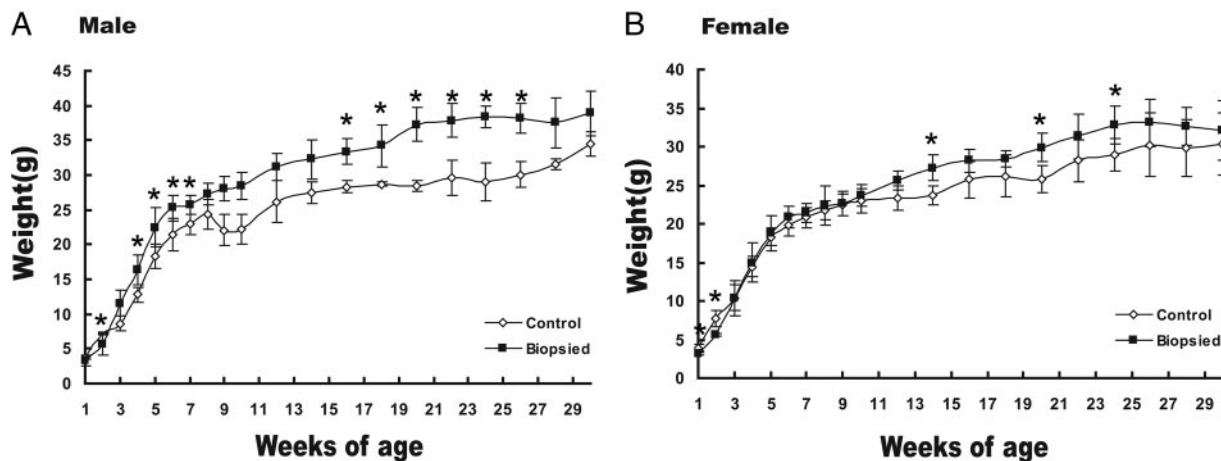 A Male
Weight(g)
45
40
35
30
25
20
15
10
5
0
* * * * * * * * * * * *
Control
Biopsied
1 3 5 7 9 11 13 15 17 19 21 23 25 27 29
Weeks of age
B Female
Weight(g)
40
35
30
25
20
15
10
5
0
* * * * *
Control
Biopsied
1 3 5 7 9 11 13 15 17 19 21 23 25 27 29
Weeks of age